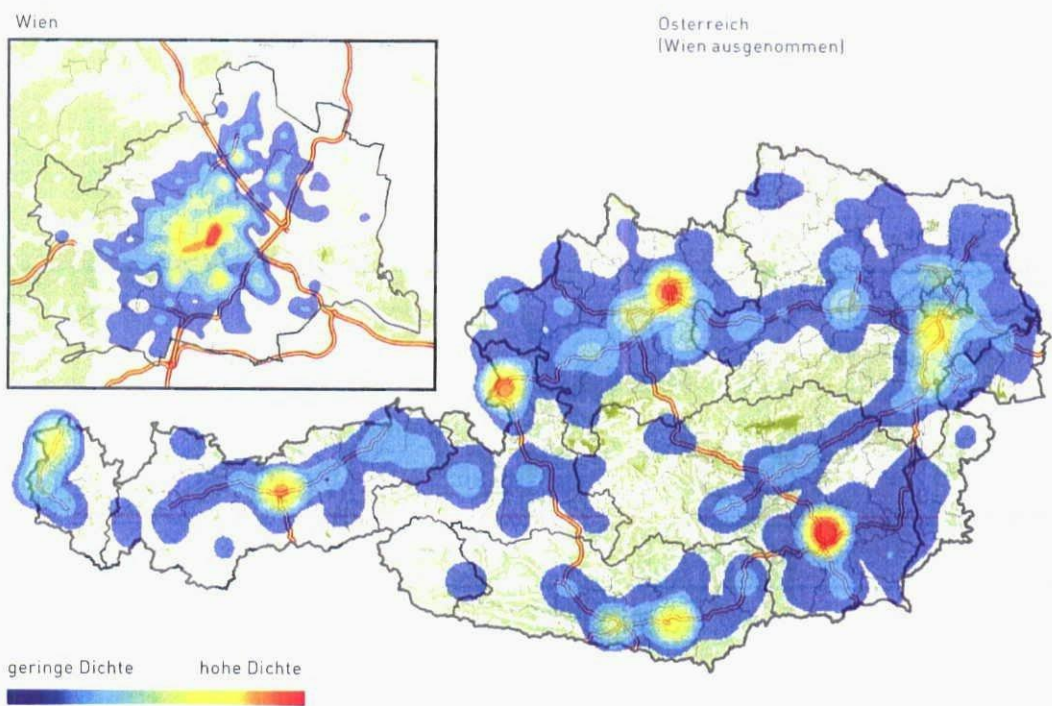 Wien
Österreich
(Wien ausgenommen)
geringe Dichte
hohe Dichte